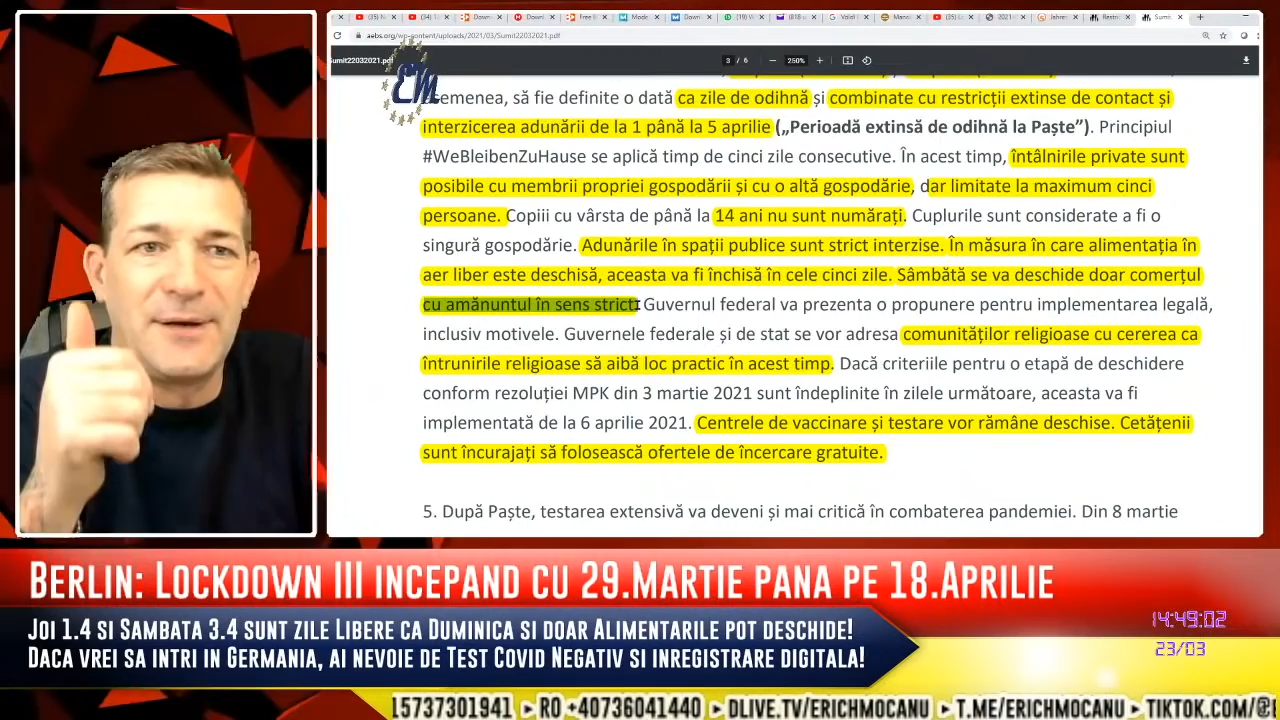 aebs.org/wp-content/uploads/2021/03/Sumit22032021.pdf
Sumit22032021.pdf
3 / 6
250%
EM
semenea, să fie definite o dată ca zile de odihnă și combinate cu restricții extinse de contact și
interzicerea adunării de la 1 până la 5 aprilie („Perioadă extinsă de odihnă la Paște”). Principiul
#WeBleibenZuHause se aplică timp de cinci zile consecutive. În acest timp, întâlnirile private sunt
posibile cu membrii propriei gospodării și cu o altă gospodărie, dar limitate la maximum cinci
persoane. Copiii cu vârsta de până la 14 ani nu sunt numărați. Cuplurile sunt considerate a fi o
singură gospodărie. Adunările în spații publice sunt strict interzise. În măsura în care alimentația în
aer liber este deschisă, aceasta va fi închisă în cele cinci zile. Sâmbătă se va deschide doar comerțul
cu amănuntul în sens strict. Guvernul federal va prezenta o propunere pentru implementarea legală,
inclusiv motivele. Guvernele federale și de stat se vor adresa comunităților religioase cu cererea ca
întrunirile religioase să aibă loc practic în acest timp. Dacă criteriile pentru o etapă de deschidere
conform rezoluției MPK din 3 martie 2021 sunt îndeplinite în zilele următoare, aceasta va fi
implementată de la 6 aprilie 2021. Centrele de vaccinare și testare vor rămâne deschise. Cetățenii
sunt încurajați să folosească ofertele de încercare gratuite.
5. După Paște, testarea extensivă va deveni și mai critică în combaterea pandemiei. Din 8 martie
BERLIN: LOCKDOWN III INCEPAND CU 29.MARTIE PANA PE 18.APRILIE
JOI 1.4 SI SAMBATA 3.4 SUNT ZILE LIBERE CA DUMINICA SI DOAR ALIMENTARILE POT DESCHIDE!
DACA VREI SA INTRI IN GERMANIA, AI NEVOIE DE TEST COVID NEGATIV SI INREGISTRARE DIGITALA!
14:49:02
23/03
15737301941 ▸ RO +40736041440 ▸ DLIVE.TV/ERICHMOCANU ▸ T.ME/ERICHMOCANU ▸ TIKTOK.COM/@